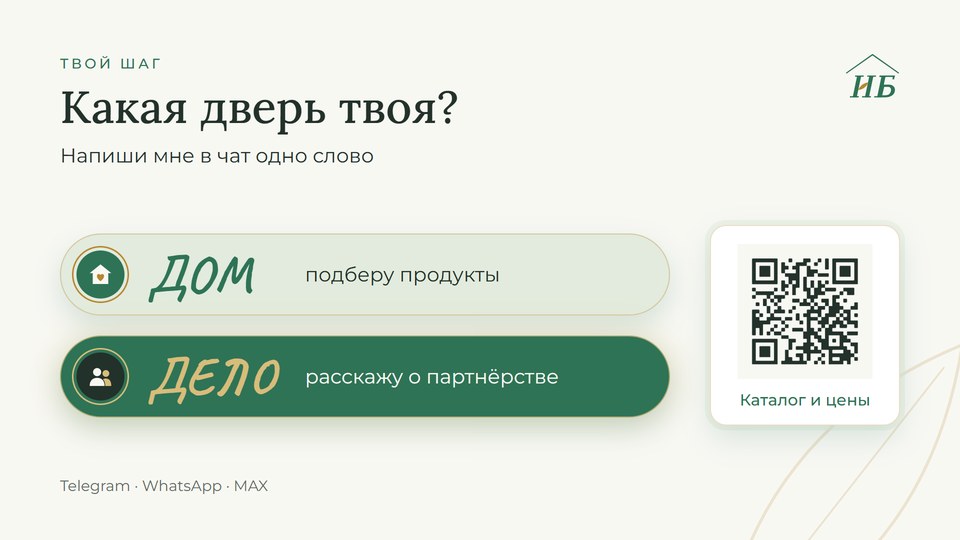 ТВОЙ ШАГ
НБ
Какая дверь твоя?
Напиши мне в чат одно слово
ДОМ подберу продукты
ДЕЛО расскажу о партнёрстве
Каталог и цены
Telegram · WhatsApp · MAX